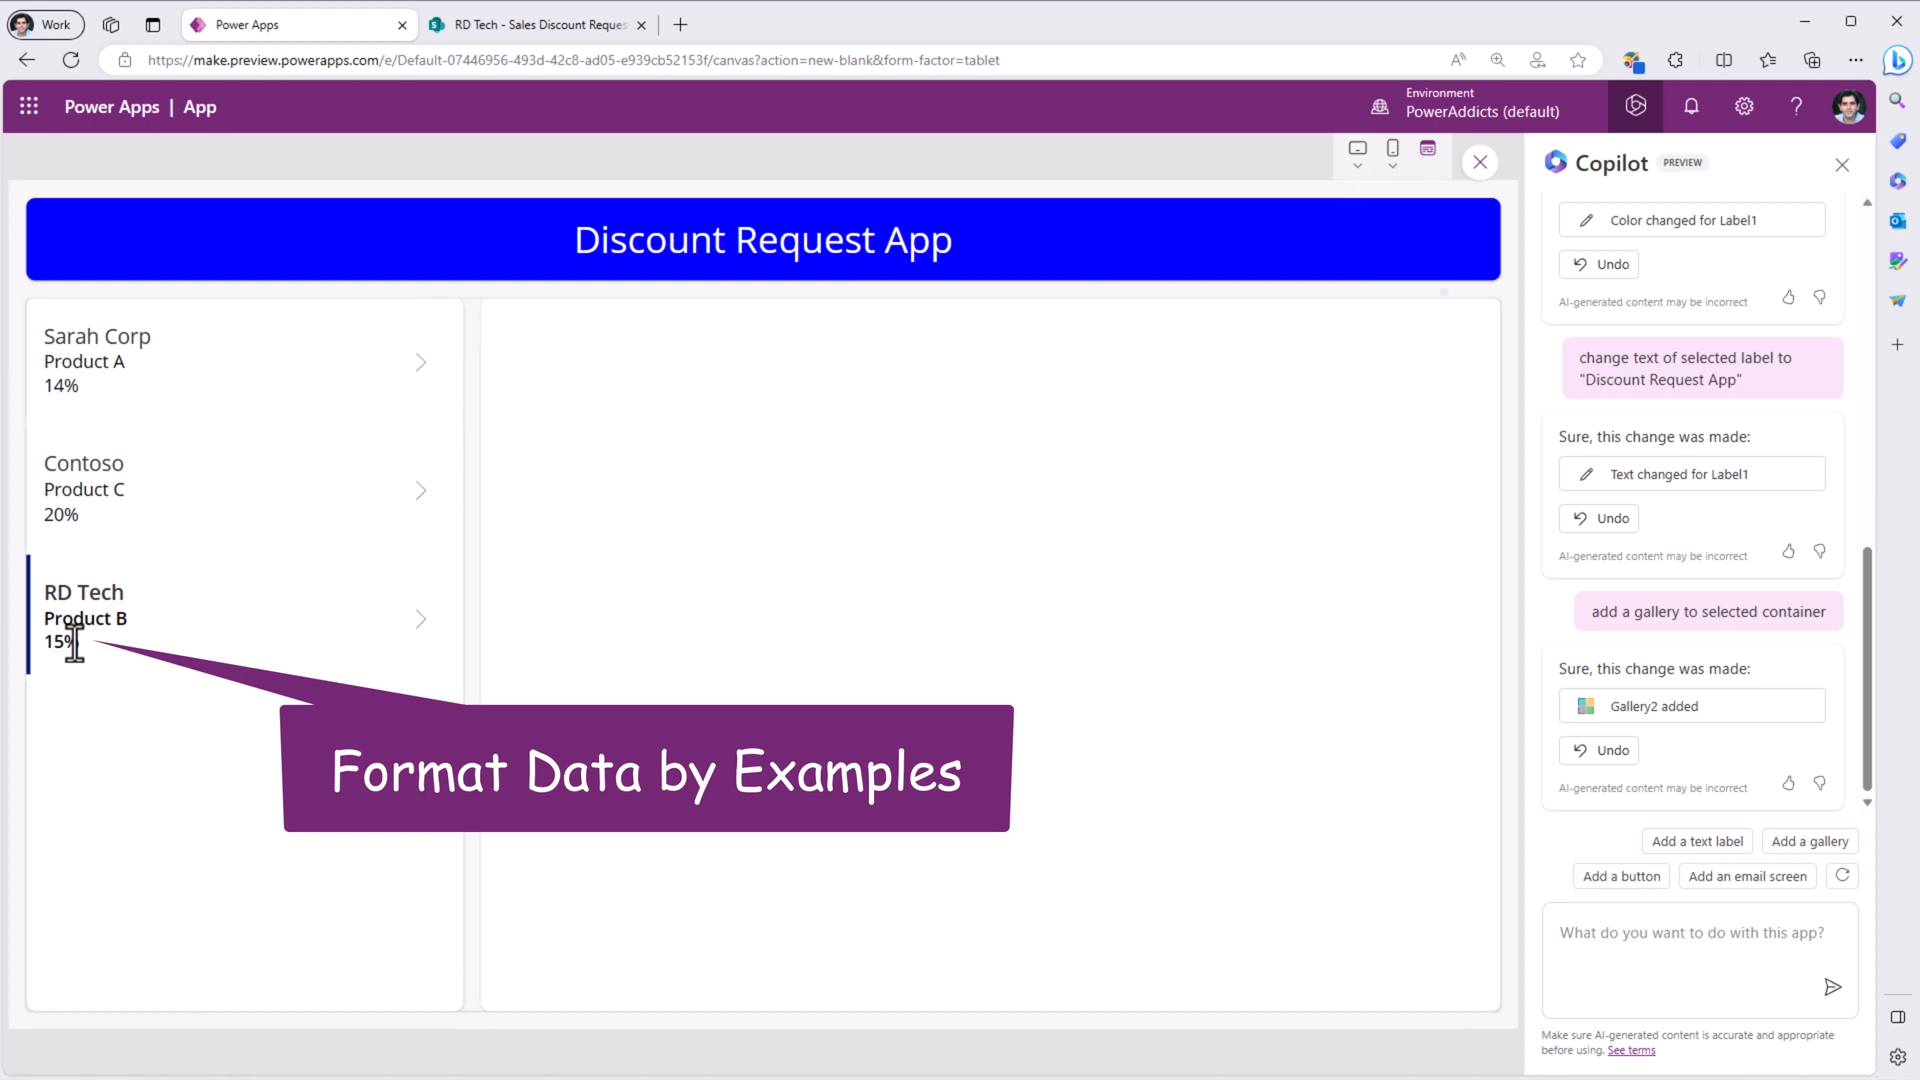 Work
Power Apps
RD Tech - Sales Discount Reques
https://make.preview.powerapps.com/e/Default-07446956-493d-42c8-ad05-e939cb52153f/canvas?action=new-blank&form-factor=tablet
Power Apps | App
Environment
PowerAddicts (default)
Discount Request App
Sarah Corp
Product A
14%
Contoso
Product C
20%
RD Tech
Product B
15%
Format Data by Examples
Copilot PREVIEW
Color changed for Label1
Undo
AI-generated content may be incorrect
change text of selected label to
"Discount Request App"
Sure, this change was made:
Text changed for Label1
Undo
AI-generated content may be incorrect
add a gallery to selected container
Sure, this change was made:
Gallery2 added
Undo
AI-generated content may be incorrect
Add a text label
Add a gallery
Add a button
Add an email screen
What do you want to do with this app?
Make sure AI-generated content is accurate and appropriate
before using. See terms